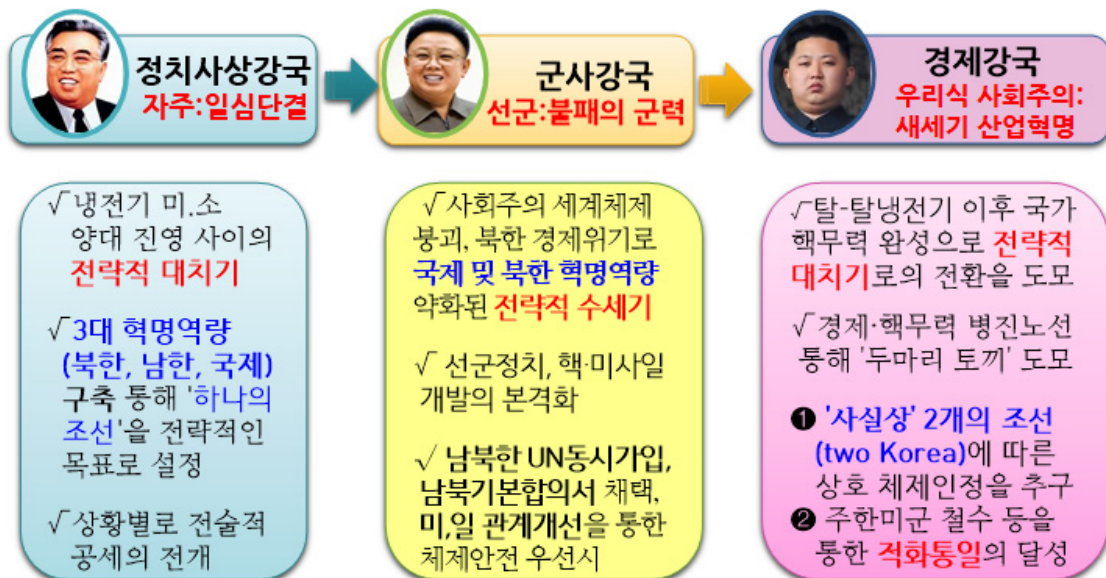 정치사상강국
자주:일심단결
군사강국
선군:불패의 군력
경제강국
우리식 사회주의:
새세기 산업혁명
√냉전기 미.소
양대 진영 사이의
전략적 대치기
√3대 혁명역량
(북한, 남한, 국제)
구축 통해 '하나의
조선'을 전략적인
목표로 설정
√상황별로 전술적
공세의 전개
√사회주의 세계체제
붕괴, 북한 경제위기로
국제 및 북한 혁명역량
약화된 전략적 수세기
√ 선군정치, 핵·미사일
개발의 본격화
√ 남북한 UN동시가입,
남북기본합의서 채택,
미,일 관계개선을 통한
체제안전 우선시
√탈-탈냉전기 이후 국가
핵무력 완성으로 전략적
대치기로의 전환을 도모
√경제·핵무력 병진노선
통해 '두마리 토끼' 도모
❶ '사실상' 2개의 조선
(two Korea)에 따른
상호 체제인정을 추구
❷ 주한미군 철수 등을
통한 적화통일의 달성